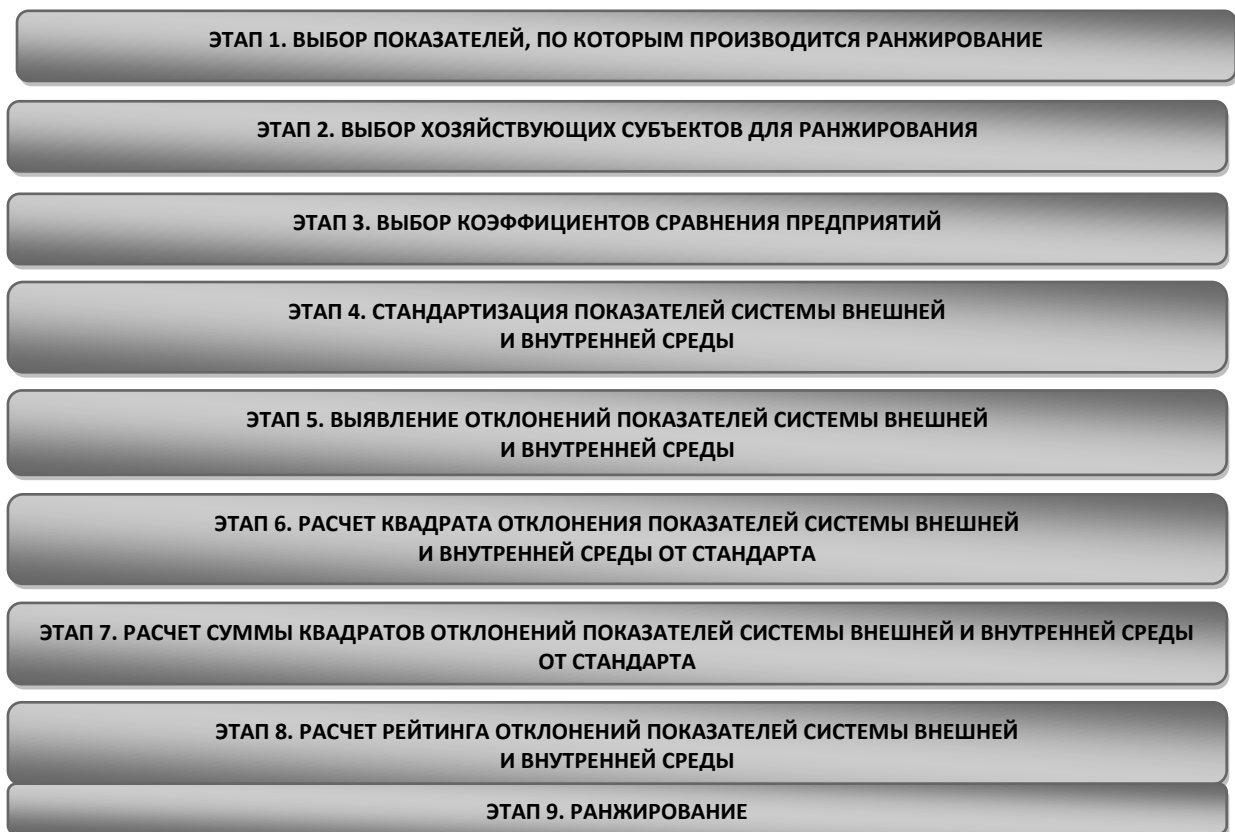 ЭТАП 1. ВЫБОР ПОКАЗАТЕЛЕЙ, ПО КОТОРЫМ ПРОИЗВОДИТСЯ РАНЖИРОВАНИЕ
ЭТАП 2. ВЫБОР ХОЗЯЙСТВУЮЩИХ СУБЪЕКТОВ ДЛЯ РАНЖИРОВАНИЯ
ЭТАП 3. ВЫБОР КОЭФФИЦИЕНТОВ СРАВНЕНИЯ ПРЕДПРИЯТИЙ
ЭТАП 4. СТАНДАРТИЗАЦИЯ ПОКАЗАТЕЛЕЙ СИСТЕМЫ ВНЕШНЕЙ
И ВНУТРЕННЕЙ СРЕДЫ
ЭТАП 5. ВЫЯВЛЕНИЕ ОТКЛОНЕНИЙ ПОКАЗАТЕЛЕЙ СИСТЕМЫ ВНЕШНЕЙ
И ВНУТРЕННЕЙ СРЕДЫ
ЭТАП 6. РАСЧЕТ КВАДРАТА ОТКЛОНЕНИЯ ПОКАЗАТЕЛЕЙ СИСТЕМЫ ВНЕШНЕЙ
И ВНУТРЕННЕЙ СРЕДЫ ОТ СТАНДАРТА
ЭТАП 7. РАСЧЕТ СУММЫ КВАДРАТОВ ОТКЛОНЕНИЙ ПОКАЗАТЕЛЕЙ СИСТЕМЫ ВНЕШНЕЙ И ВНУТРЕННЕЙ СРЕДЫ
ОТ СТАНДАРТА
ЭТАП 8. РАСЧЕТ РЕЙТИНГА ОТКЛОНЕНИЙ ПОКАЗАТЕЛЕЙ СИСТЕМЫ ВНЕШНЕЙ
И ВНУТРЕННЕЙ СРЕДЫ
ЭТАП 9. РАНЖИРОВАНИЕ